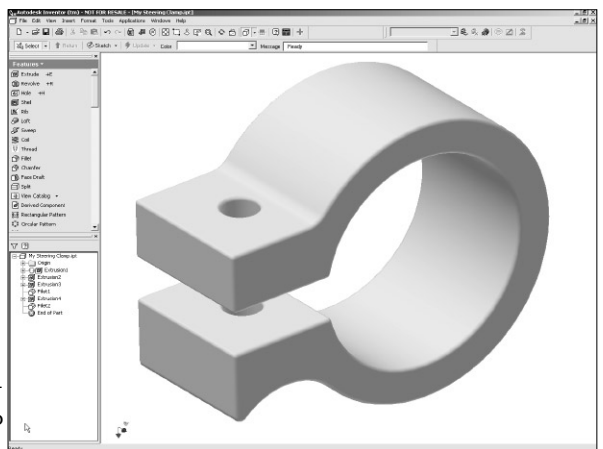 Autodesk Inventor (tm) - NOT FOR RESALE - [My Steering Clamp.ipt]
File Edit View Insert Format Tools Applications Windows Help
Select Return Sketch Update Color Message Ready
Features
Extrude +E
Revolve +R
Hole +H
Shell
Rib
Loft
Sweep
Coil
Thread
Fillet
Chamfer
Face Draft
Split
View Catalog
Derived Component
Rectangular Pattern
Circular Pattern
My Steering Clamp.ipt
Origin
Extrusion1
Extrusion2
Extrusion3
Fillet1
Extrusion4
Fillet2
End of Part